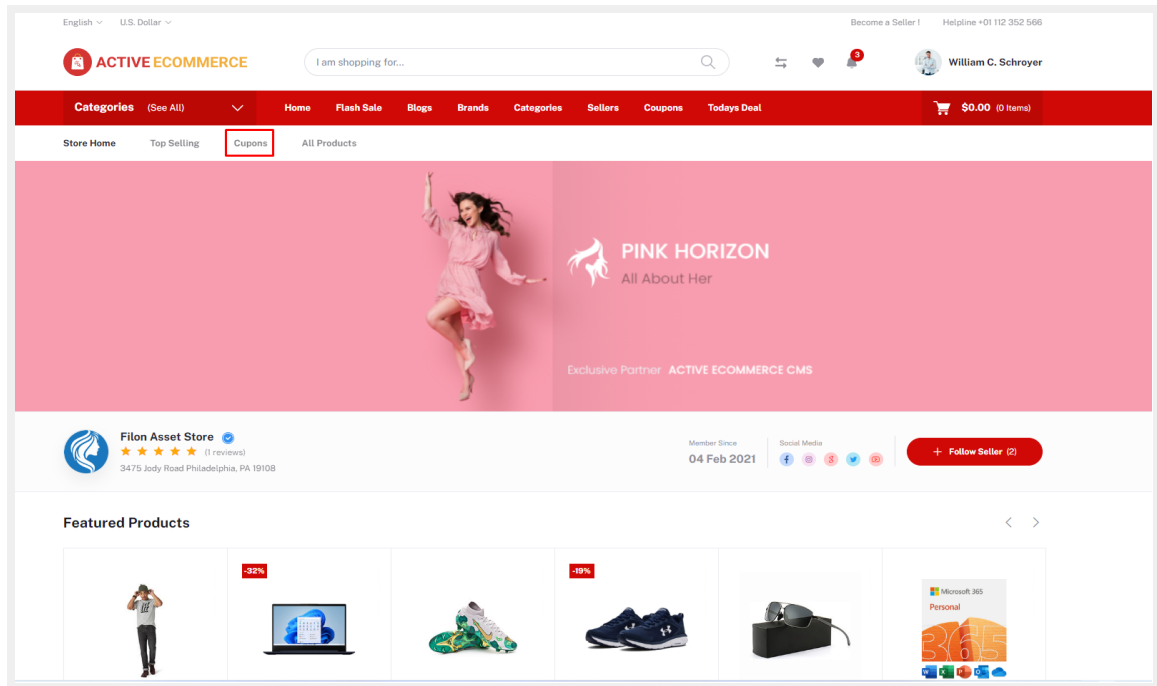 English U.S. Dollar Become a Seller ! Helpline +01 112 352 566
ACTIVE ECOMMERCE I am shopping for... 3 William C. Schroyer
Categories (See All) Home Flash Sale Blogs Brands Categories Sellers Coupons Todays Deal $0.00 (0 Items)
Store Home Top Selling Cupons All Products
PINK HORIZON
All About Her
Exclusive Partner ACTIVE ECOMMERCE CMS
Filon Asset Store
(1 reviews)
3475 Jody Road Philadelphia, PA 19108
Member Since
04 Feb 2021
Social Media
+ Follow Seller (2)
Featured Products
-32%
-19%
Microsoft 365
Personal
365